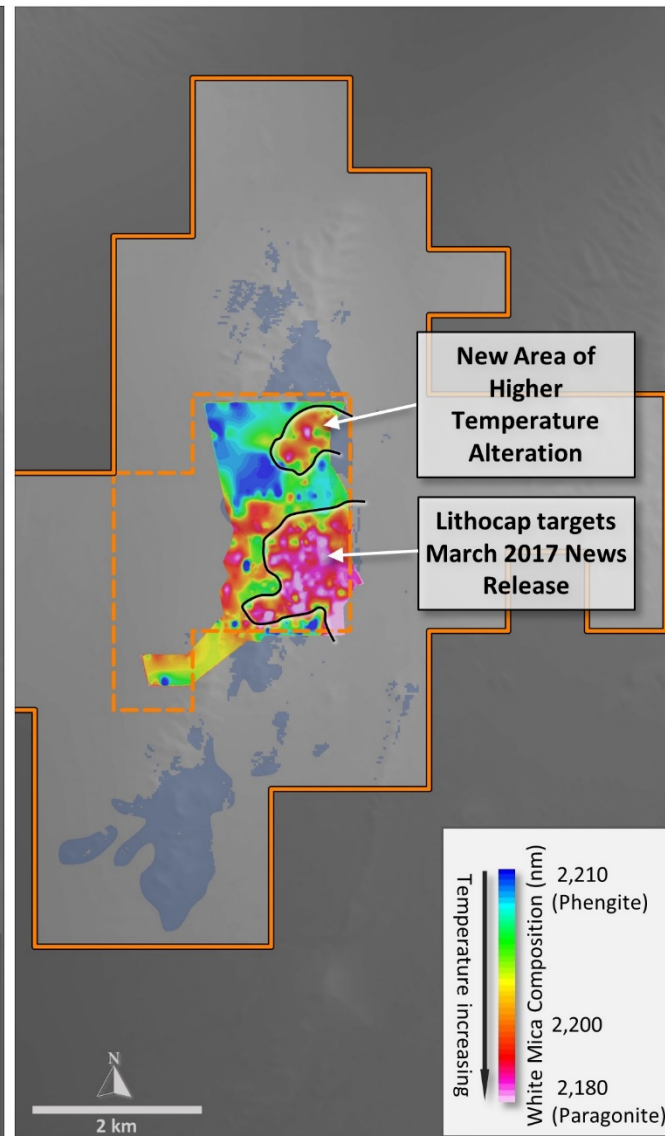 New Area of
Higher
Temperature
Alteration
Lithocap targets
March 2017 News
Release
Temperature increasing
White Mica Composition (nm)
2,210
(Phengite)
2,200
2,180
(Paragonite)
N
2 km